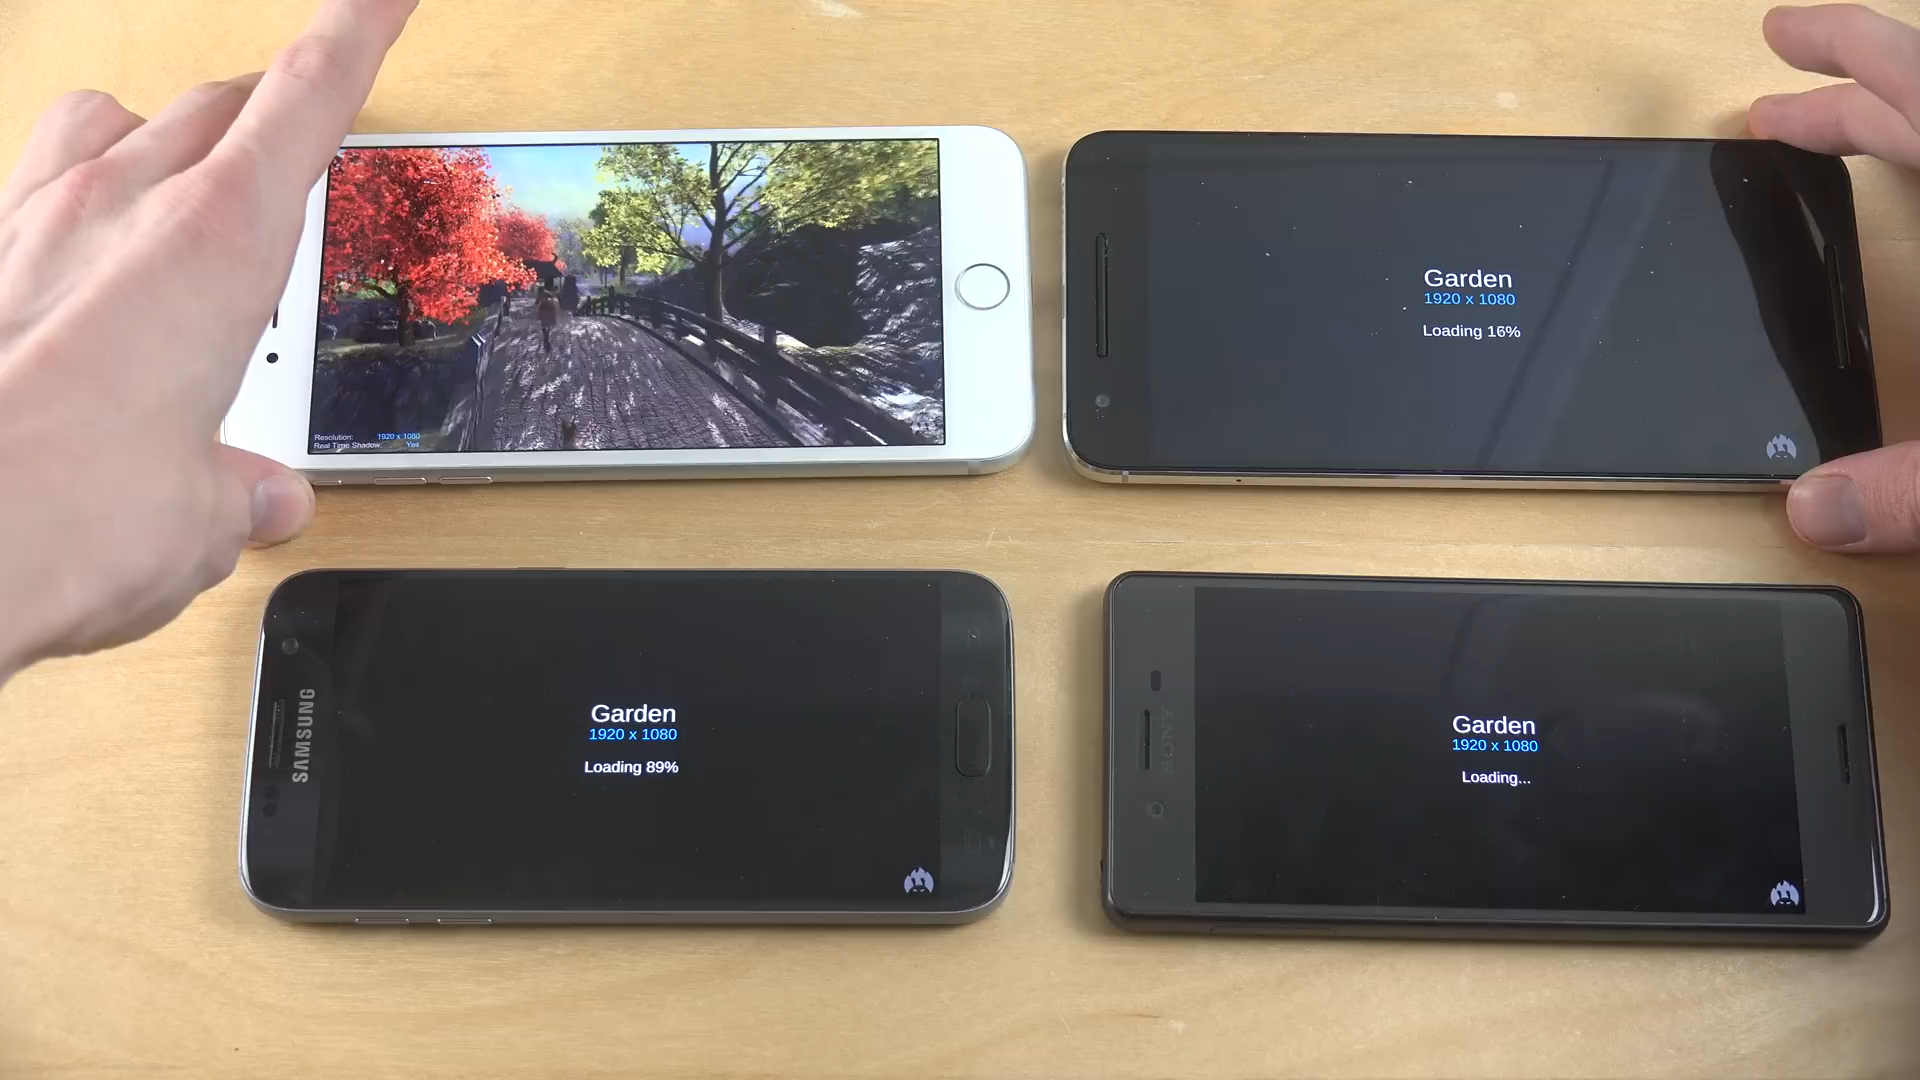 Resolution: 1920 x 1080
Real Time Shadow: Yes
Garden
1920 x 1080
Loading 16%
SAMSUNG
Garden
1920 x 1080
Loading 89%
SONY
Garden
1920 x 1080
Loading...